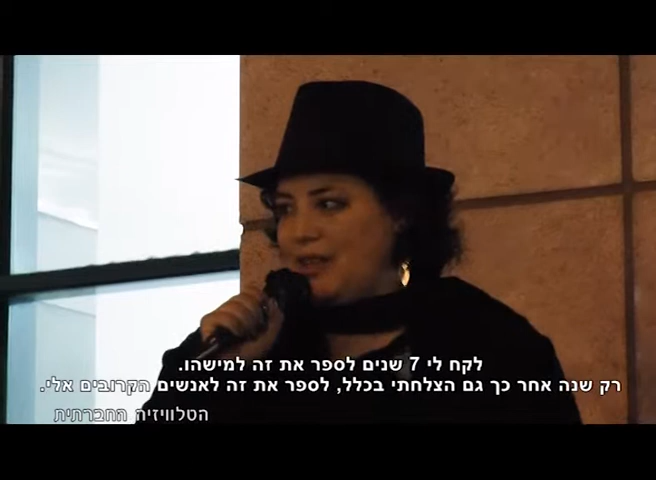 לקח לי 7 שנים לספר את זה למישהו.
רק שנה אחר כך גם הצלחתי בכלל, לספר את זה לאנשים הקרובים אלי.
הטלוויזיה החברתית